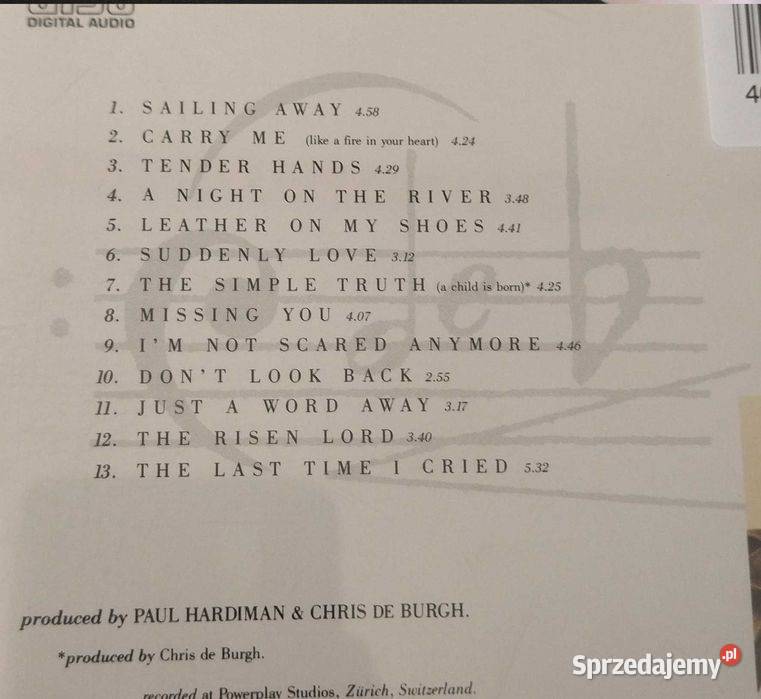 DIGITAL AUDIO
1. SAILING AWAY 4.58
2. CARRY ME (like a fire in your heart) 4.24
3. TENDER HANDS 4.29
4. A NIGHT ON THE RIVER 3.48
5. LEATHER ON MY SHOES 4.41
6. SUDDENLY LOVE 3.12
7. THE SIMPLE TRUTH (a child is born)* 4.25
8. MISSING YOU 4.07
9. I'M NOT SCARED ANYMORE 4.46
10. DON'T LOOK BACK 2.55
11. JUST A WORD AWAY 3.17
12. THE RISEN LORD 3.40
13. THE LAST TIME I CRIED 5.32
produced by PAUL HARDIMAN & CHRIS DE BURGH.
*produced by Chris de Burgh.
recorded at Powerplay Studios, Zürich, Switzerland.
Sprzedajemy.pl